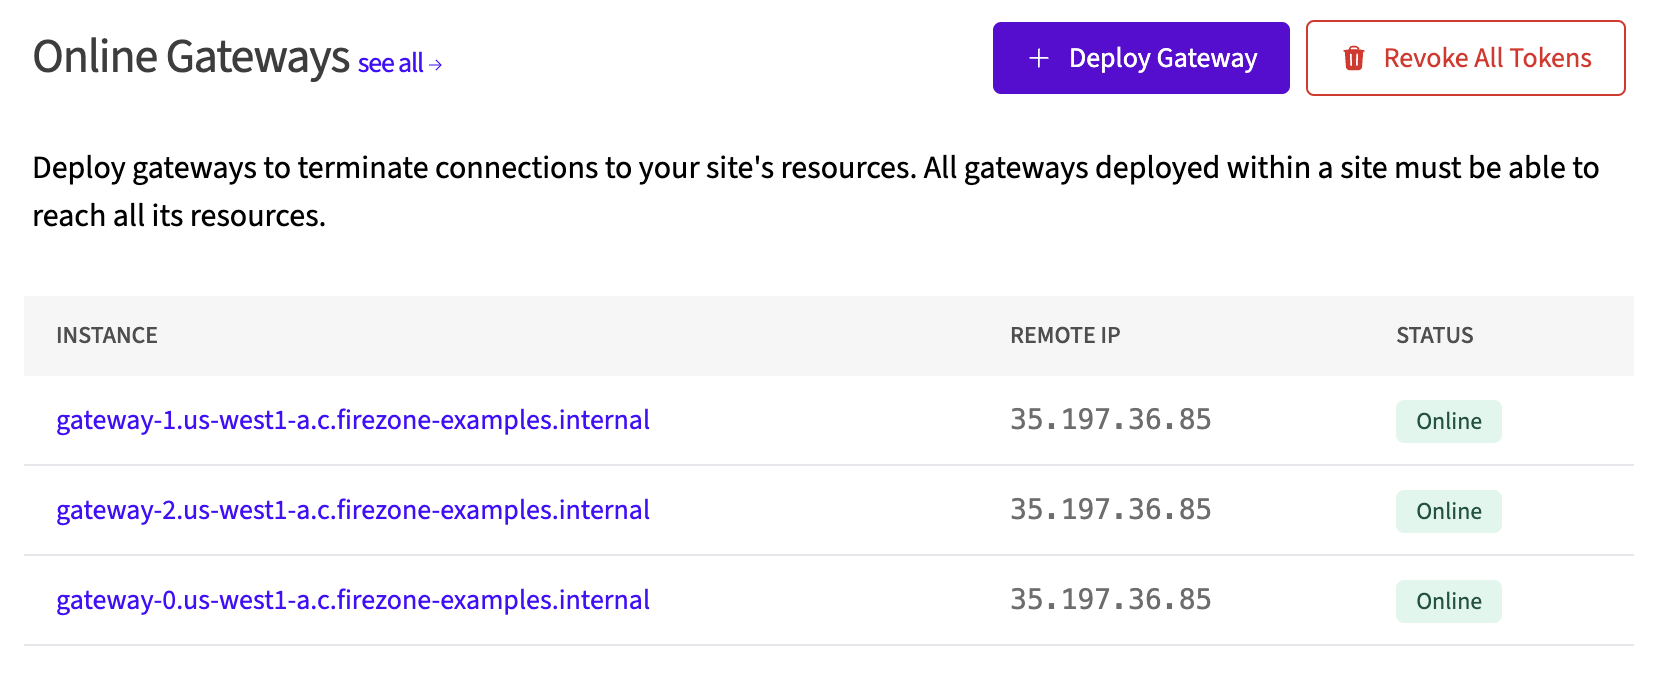 Online Gateways see all →
+ Deploy Gateway
Revoke All Tokens
Deploy gateways to terminate connections to your site's resources. All gateways deployed within a site must be able to
reach all its resources.
INSTANCE REMOTE IP STATUS
gateway-1.us-west1-a.c.firezone-examples.internal 35.197.36.85 Online
gateway-2.us-west1-a.c.firezone-examples.internal 35.197.36.85 Online
gateway-0.us-west1-a.c.firezone-examples.internal 35.197.36.85 Online